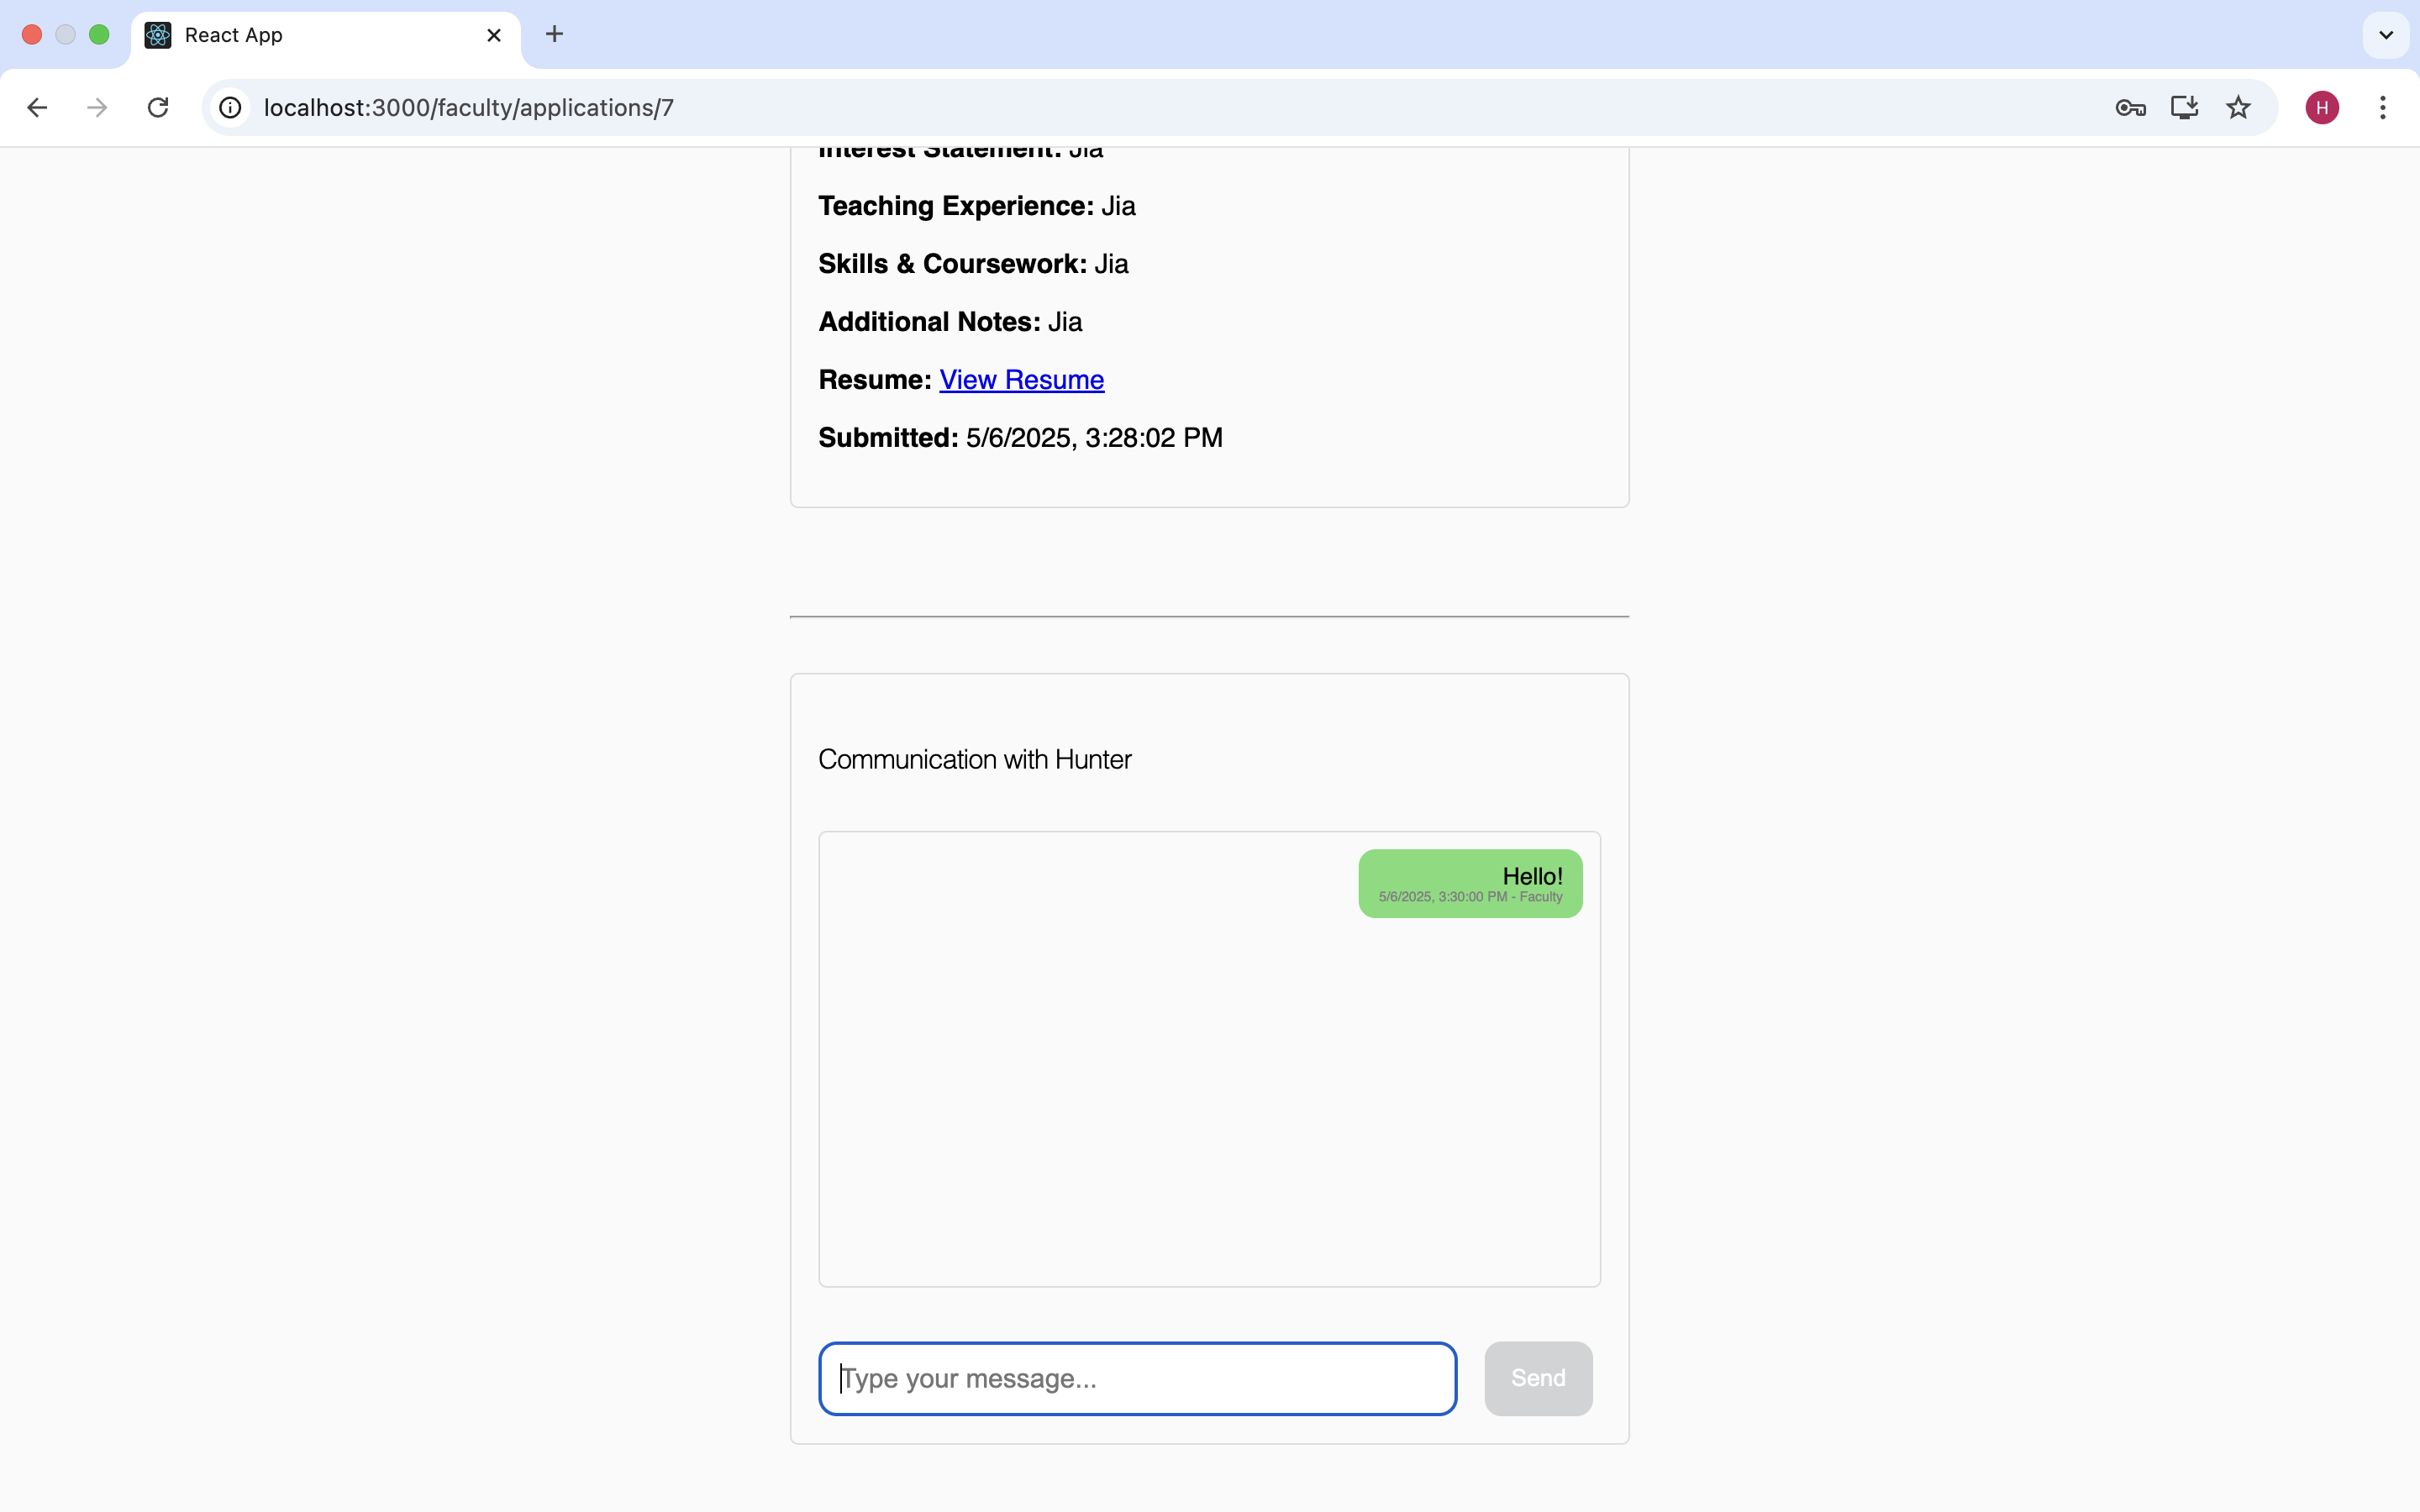 React App
localhost:3000/faculty/applications/7
H
Interest Statement: Jia
Teaching Experience: Jia
Skills & Coursework: Jia
Additional Notes: Jia
Resume: View Resume
Submitted: 5/6/2025, 3:28:02 PM
Communication with Hunter
Hello!
5/6/2025, 3:30:00 PM - Faculty
Type your message...
Send